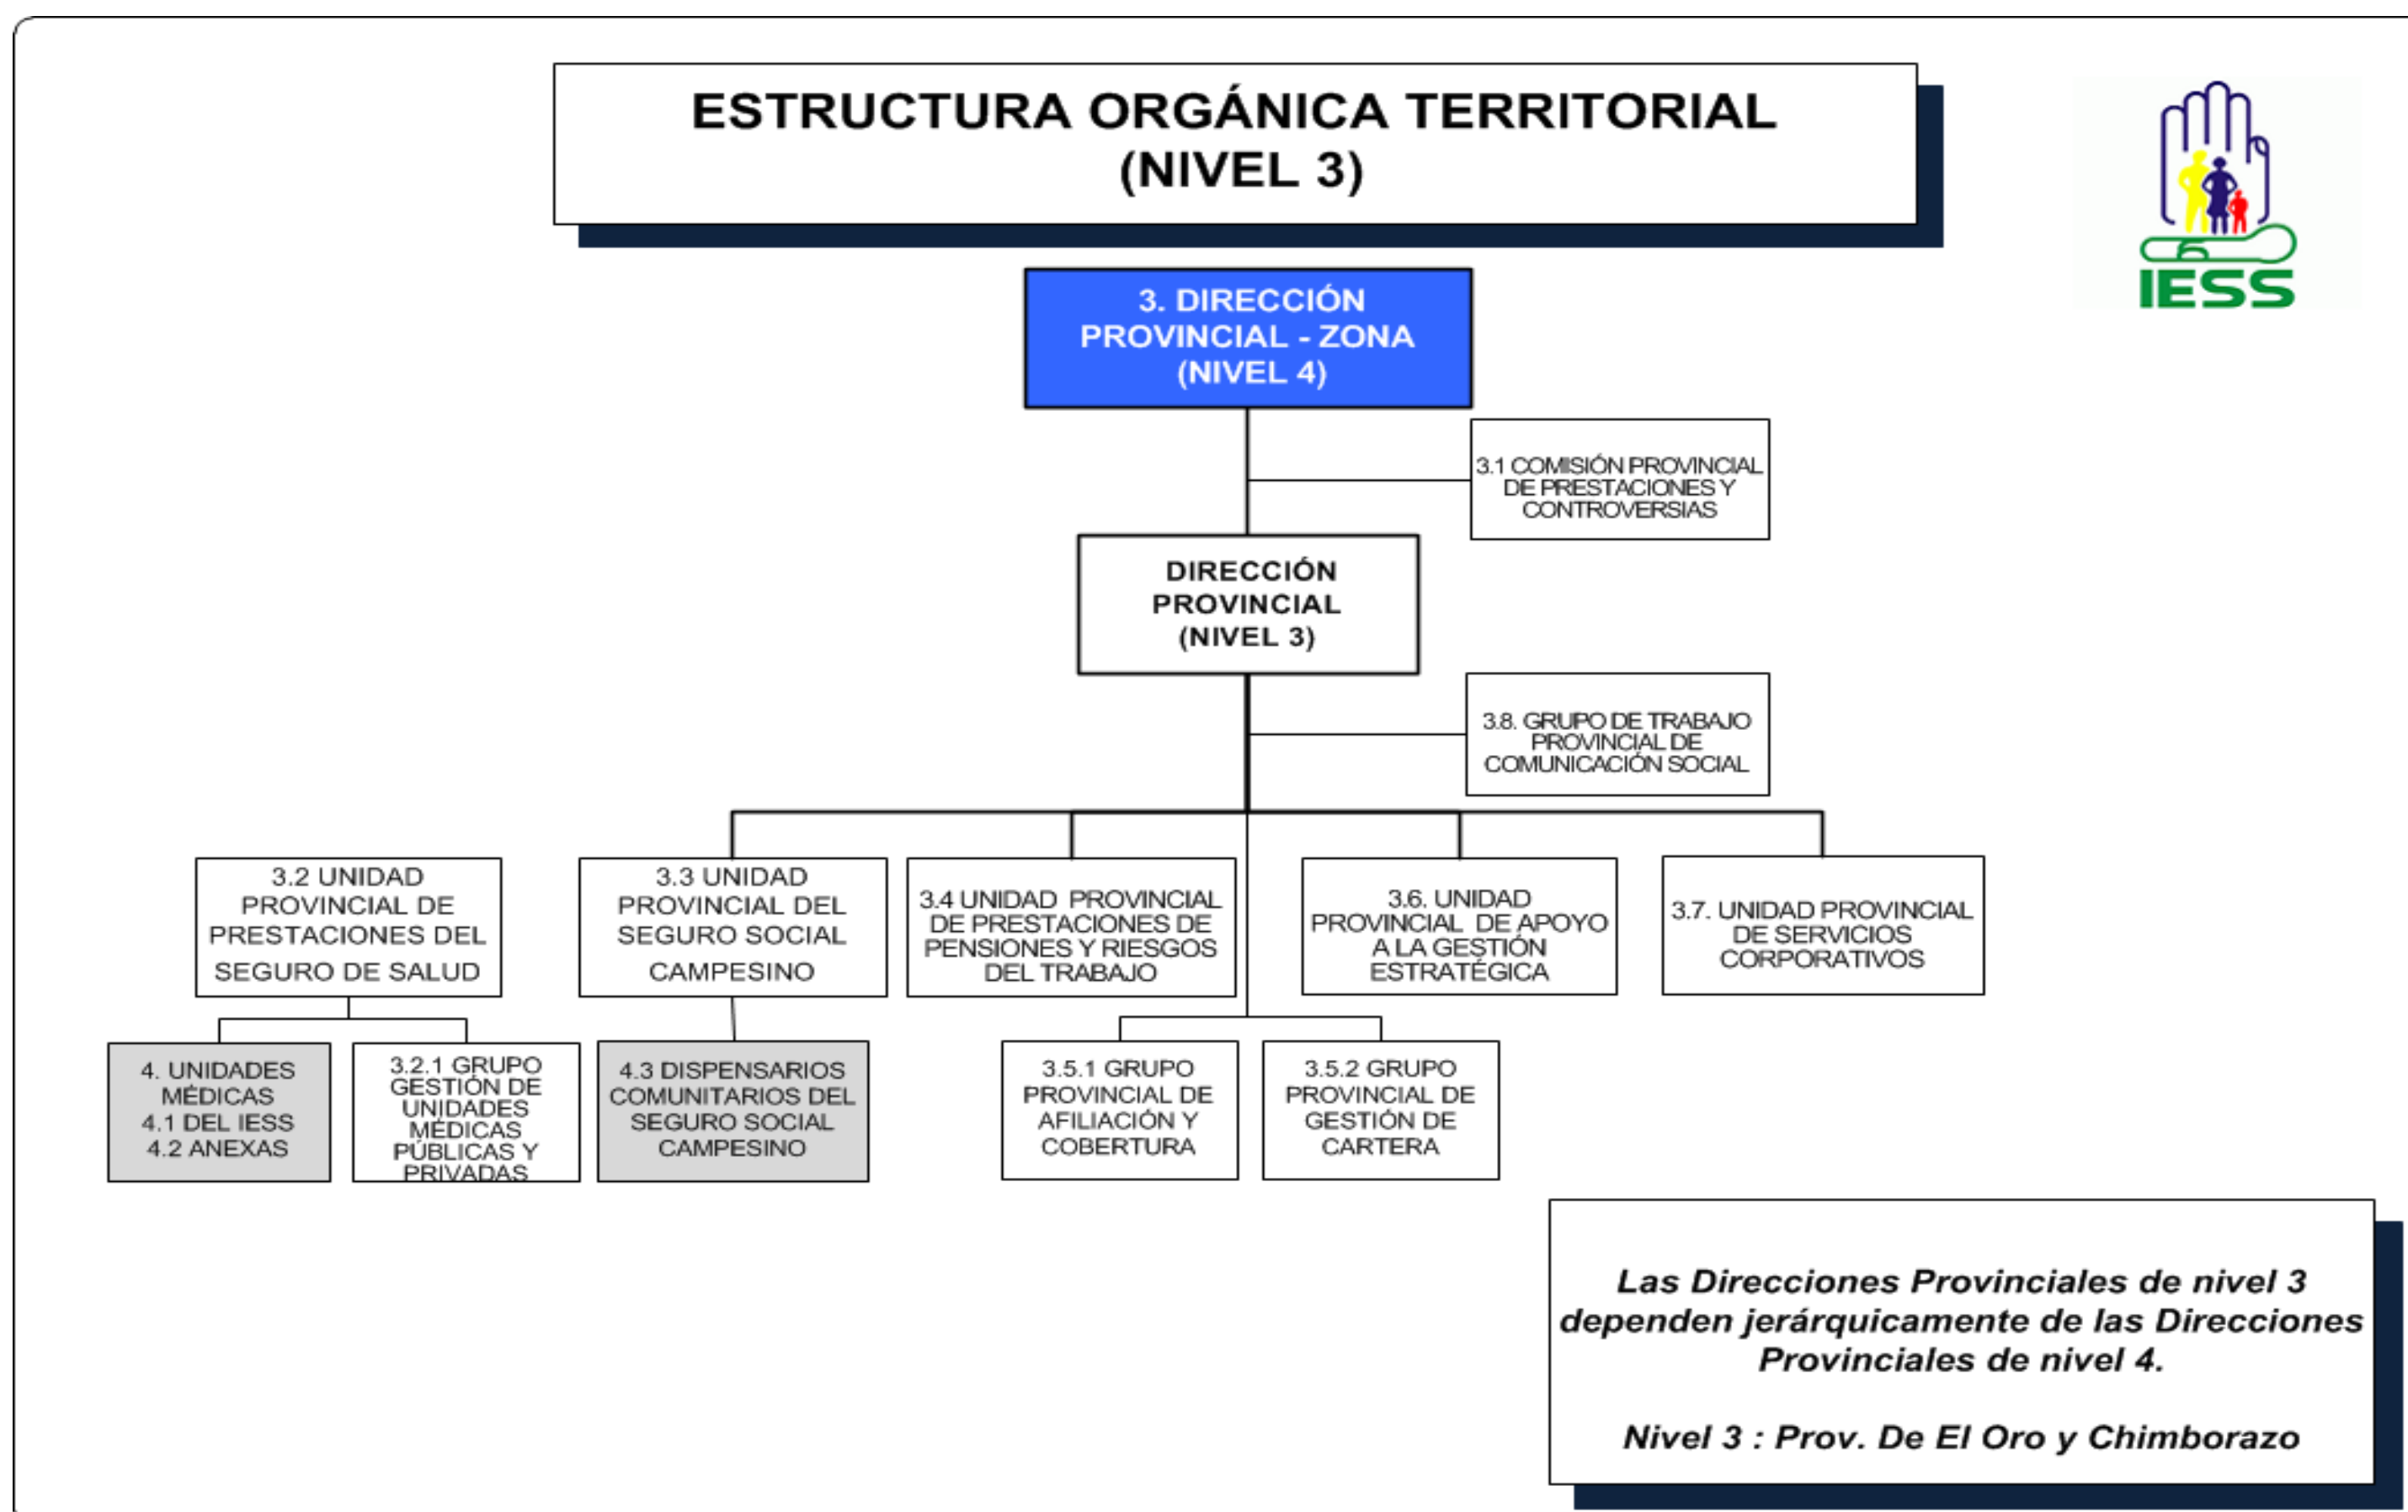 ESTRUCTURA ORGÁNICA TERRITORIAL
(NIVEL 3)
IESS
3. DIRECCIÓN
PROVINCIAL - ZONA
(NIVEL 4)
3.1 COMISIÓN PROVINCIAL
DE PRESTACIONES Y
CONTROVERSIAS
DIRECCIÓN
PROVINCIAL
(NIVEL 3)
3.8. GRUPO DE TRABAJO
PROVINCIAL DE
COMUNICACIÓN SOCIAL
3.2 UNIDAD
PROVINCIAL DE
PRESTACIONES DEL
SEGURO DE SALUD
3.3 UNIDAD
PROVINCIAL DEL
SEGURO SOCIAL
CAMPESINO
3.4 UNIDAD PROVINCIAL
DE PRESTACIONES DE
PENSIONES Y RIESGOS
DEL TRABAJO
3.6. UNIDAD
PROVINCIAL DE APOYO
A LA GESTIÓN
ESTRATÉGICA
3.7. UNIDAD PROVINCIAL
DE SERVICIOS
CORPORATIVOS
4. UNIDADES
MÉDICAS
4.1 DEL IESS
4.2 ANEXAS
3.2.1 GRUPO
GESTIÓN DE
UNIDADES
MÉDICAS
PÚBLICAS Y
PRIVADAS
4.3 DISPENSARIOS
COMUNITARIOS DEL
SEGURO SOCIAL
CAMPESINO
3.5.1 GRUPO
PROVINCIAL DE
AFILIACIÓN Y
COBERTURA
3.5.2 GRUPO
PROVINCIAL DE
GESTIÓN DE
CARTERA
Las Direcciones Provinciales de nivel 3
dependen jerárquicamente de las Direcciones
Provinciales de nivel 4.
Nivel 3 : Prov. De El Oro y Chimborazo